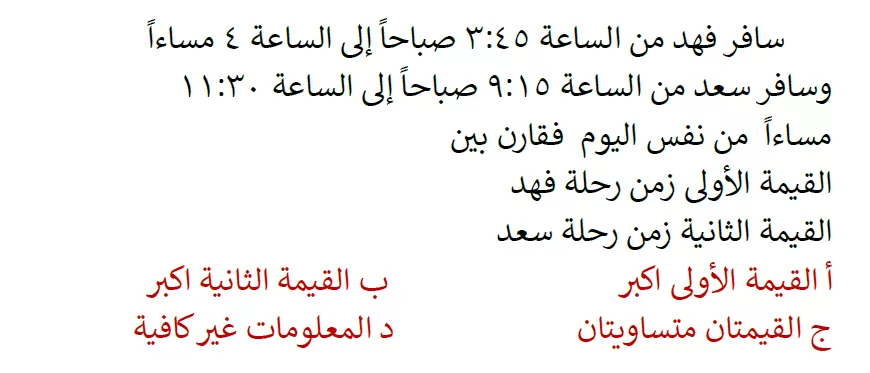 سافر فهد من الساعة ٣:٤٥ صباحاً إلى الساعة ٤ مساءاً
وسافر سعد من الساعة ٩:١٥ صباحاً إلى الساعة ١١:٣٠
مساءاً من نفس اليوم فقارن بين
القيمة الأولى زمن رحلة فهد
القيمة الثانية زمن رحلة سعد
أ القيمة الأولى اكبر ب القيمة الثانية اكبر
ج القيمتان متساويتان د المعلومات غير كافية